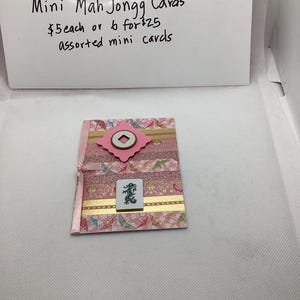 Mini Mah Jongg Cards
$5 each or 6 for $25
assorted mini cards